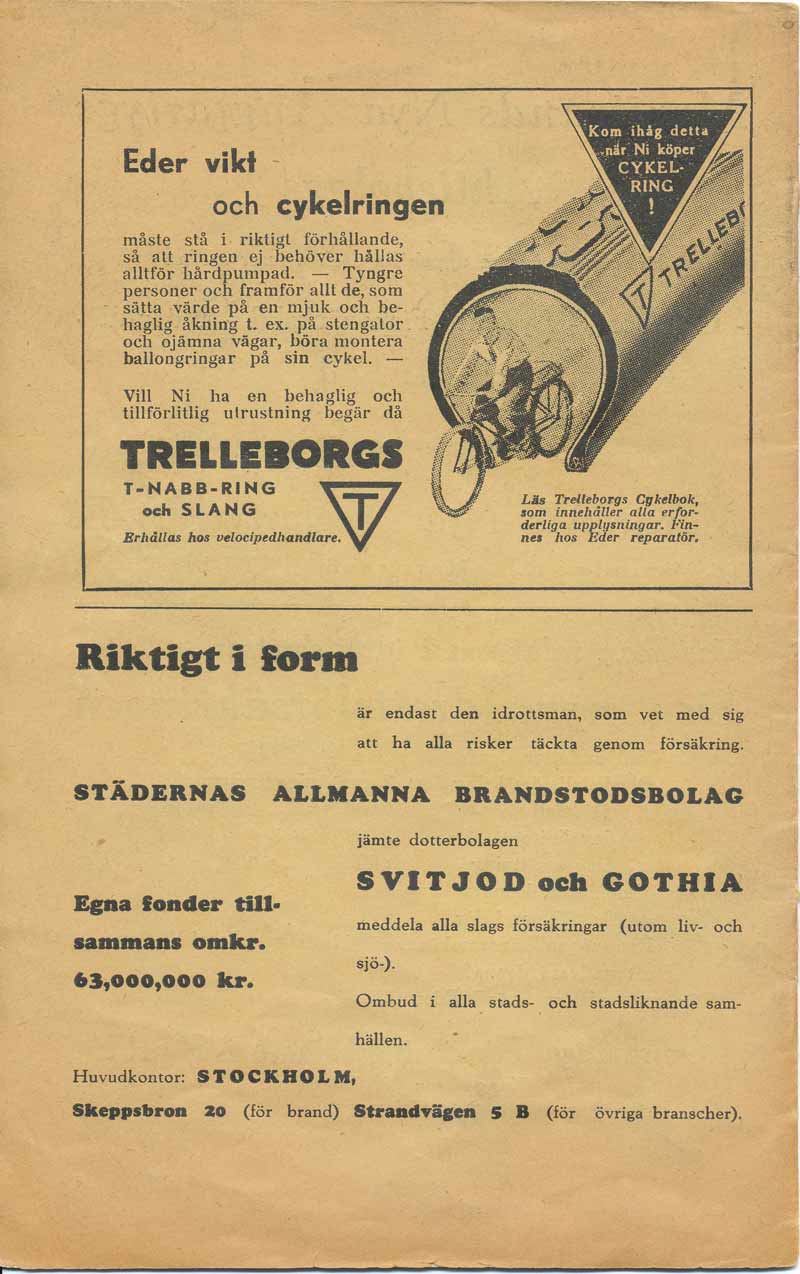 Eder vikt
och cykelringen
måste stå i riktigt förhållande,
så att ringen ej behöver hållas
alltför hårdpumpad. — Tyngre
personer och framför allt de, som
sätta värde på en mjuk och be-
haglig åkning t. ex. på stengator
och ojämna vägar, böra montera
ballongringar på sin cykel. —
Vill Ni ha en behaglig och
tillförlitlig utrustning begär då
TRELLEBORGS
T-NABB-RING
och SLANG
T
Erhållas hos velocipedhandlare.
Kom ihåg detta
när Ni köper
CYKEL-
RING
!
T TRELLEBOR
Läs Trelleborgs Cykelbok,
som innehåller alla erfor-
derliga upplysningar. Fin-
nes hos Eder reparatör.
Riktigt i form
är endast den idrottsman, som vet med sig
att ha alla risker täckta genom försäkring.
STÄDERNAS ALLMANNA BRANDSTODSBOLAG
jämte dotterbolagen
SVITJOD och GOTHIA
Egna fonder till-
sammans omkr.
63,000,000 kr.
meddela alla slags försäkringar (utom liv- och
sjö-).
Ombud i alla stads- och stadsliknande sam-
hällen.
Huvudkontor: STOCKHOLM,
Skeppsbron 20 (för brand) Strandvägen 5 B (för övriga branscher).